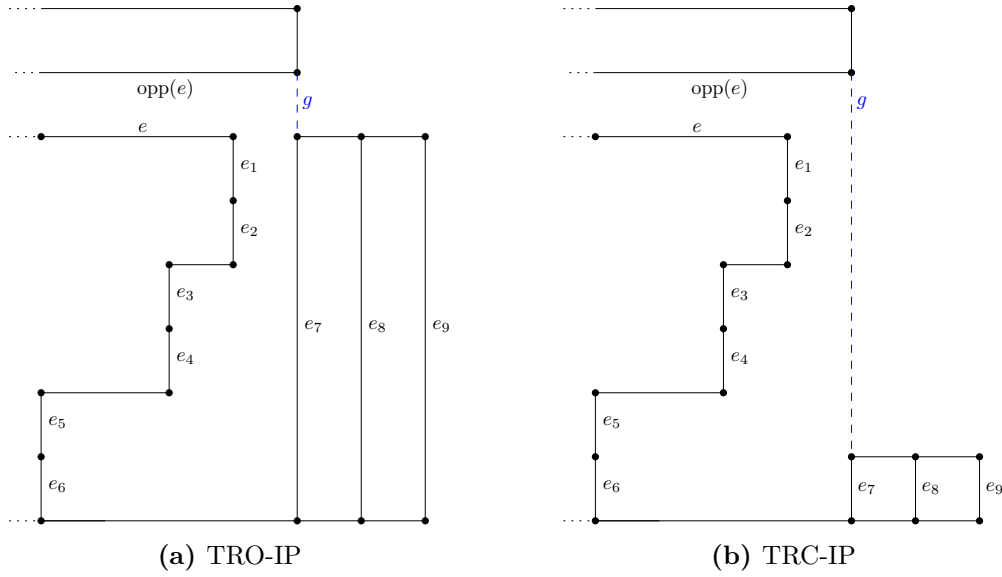 opp(e)
g
e
e₁
e₂
e₃
e₇
e₈
e₉
e₄
e₅
e₆
(a) TRO-IP
opp(e)
g
e
e₁
e₂
e₃
e₄
e₅
e₆
e₇
e₈
e₉
(b) TRC-IP